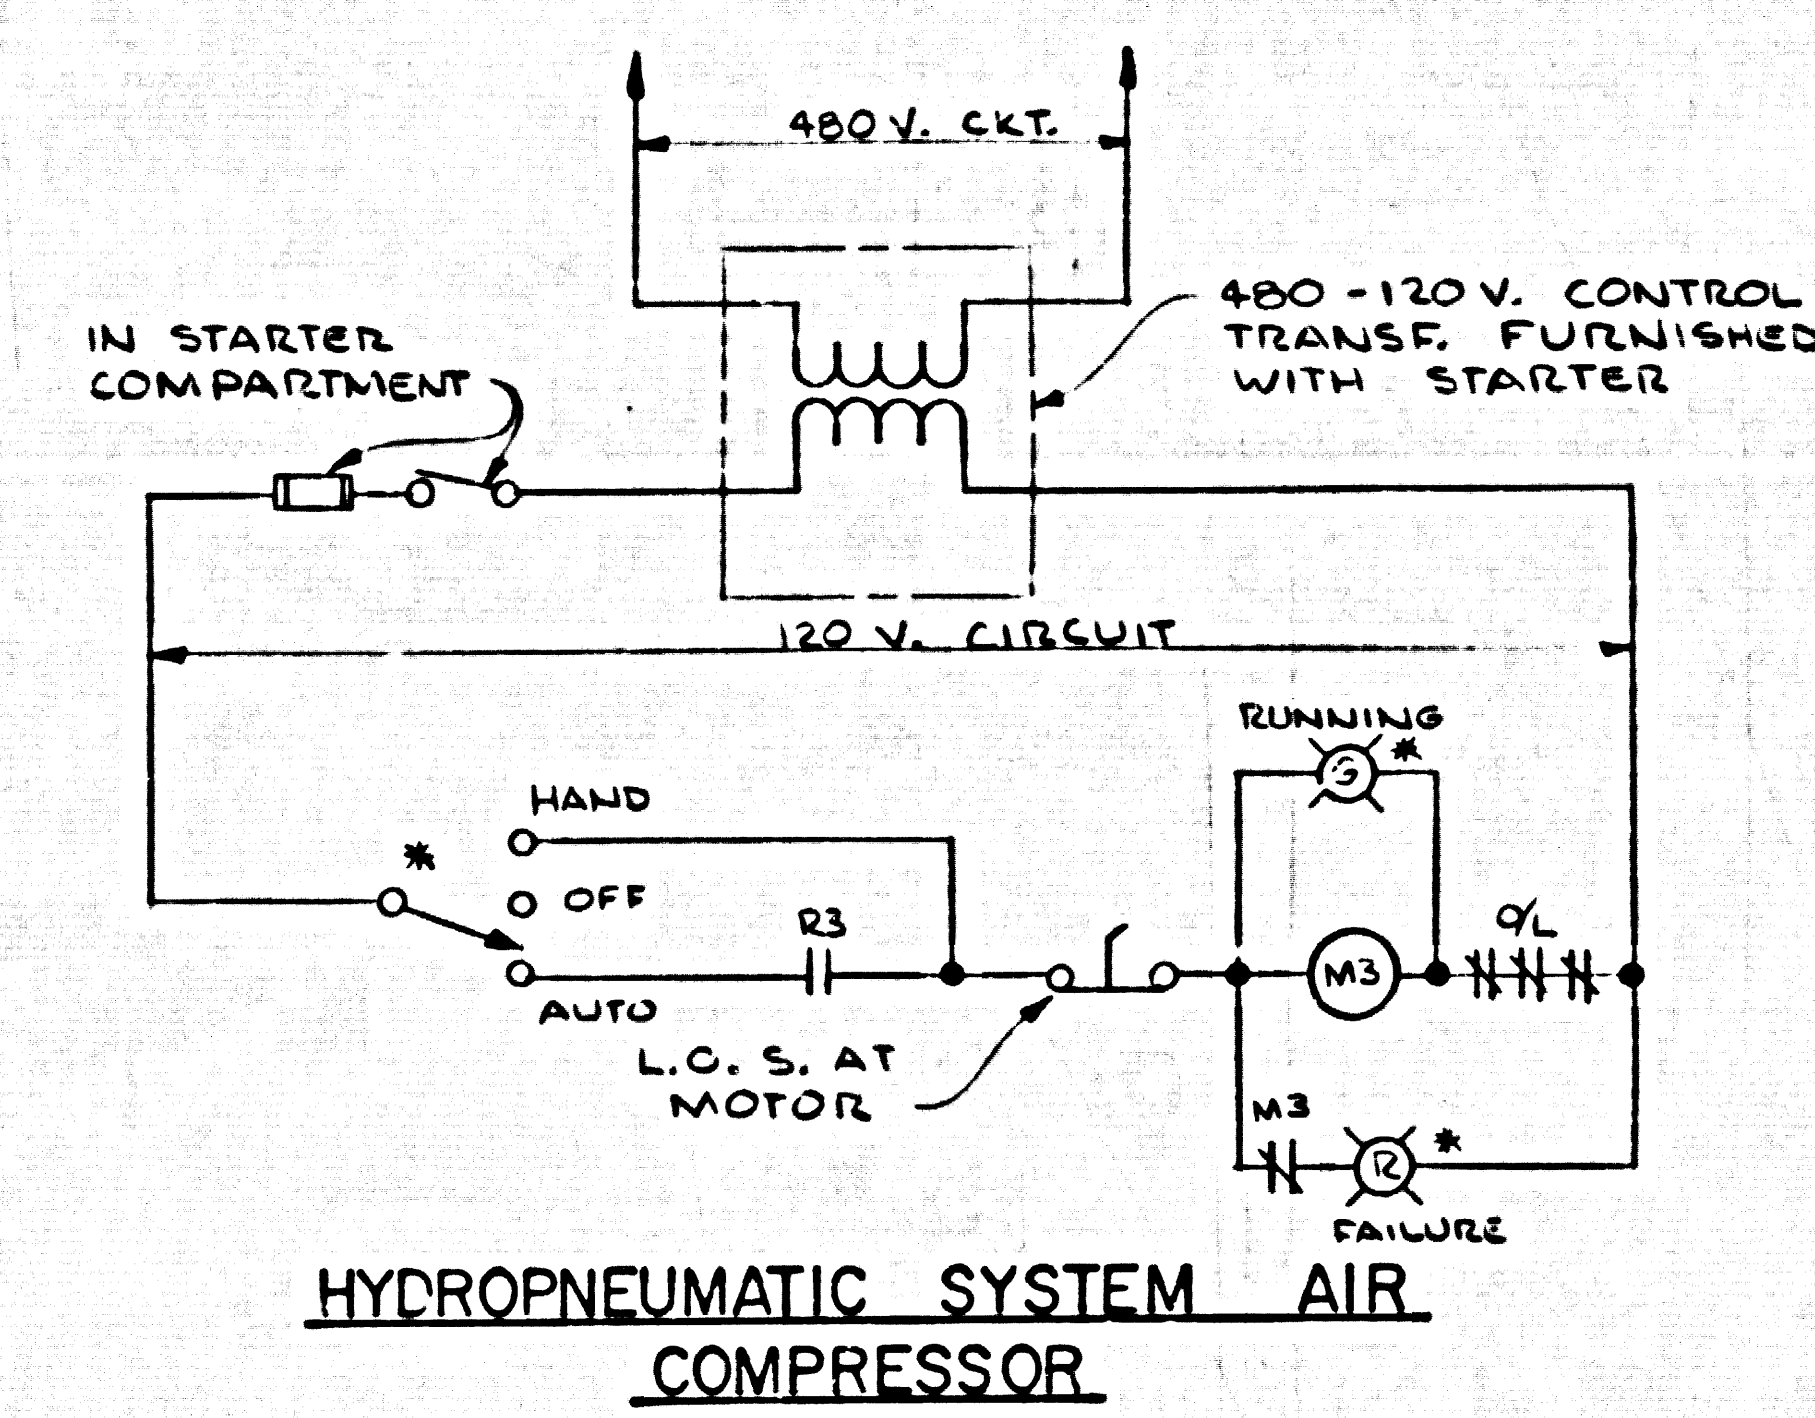 480 V. CKT.
480 - 120 V. CONTROL
TRANSF. FURNISHED
WITH STARTER
IN STARTER
COMPARTMENT
120 V. CIRCUIT
RUNNING
*
G
HAND
*
OFF
R3
O/L
M3
AUTO
L.O.S. AT
MOTOR
M3
*
R
FAILURE
HYDROPNEUMATIC SYSTEM AIR
COMPRESSOR